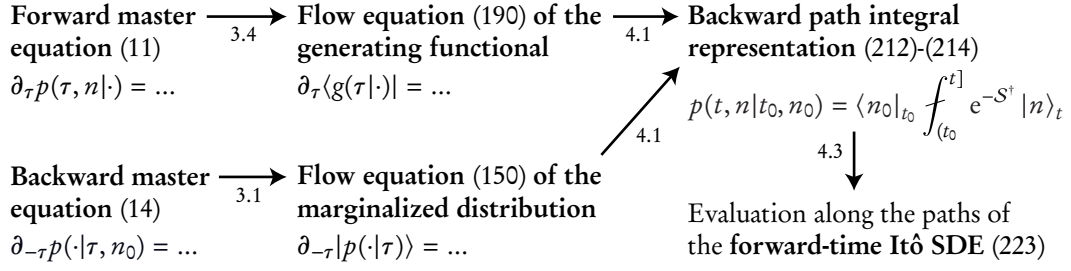 Forward master
equation (11)
∂τp(τ, n|·) = ...
3.4
Flow equation (190) of the
generating functional
∂τ⟨g(τ|·)| = ...
4.1
Backward path integral
representation (212)-(214)
p(t, n|t₀, n₀) = ⟨n₀|t₀ ⨍(t₀^t] e^−𝒮† |n⟩t
4.1
4.3
Backward master
equation (14)
∂−τp(·|τ, n₀) = ...
3.1
Flow equation (150) of the
marginalized distribution
∂−τ|p(·|τ)⟩ = ...
Evaluation along the paths of
the forward-time Itô SDE (223)